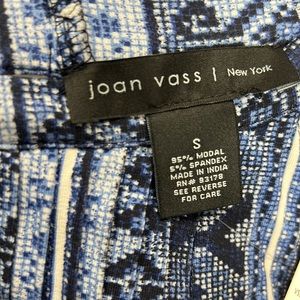 joan vass | New York
S
95% MODAL
5% SPANDEX
MADE IN INDIA
RN# 93178
SEE REVERSE
FOR CARE